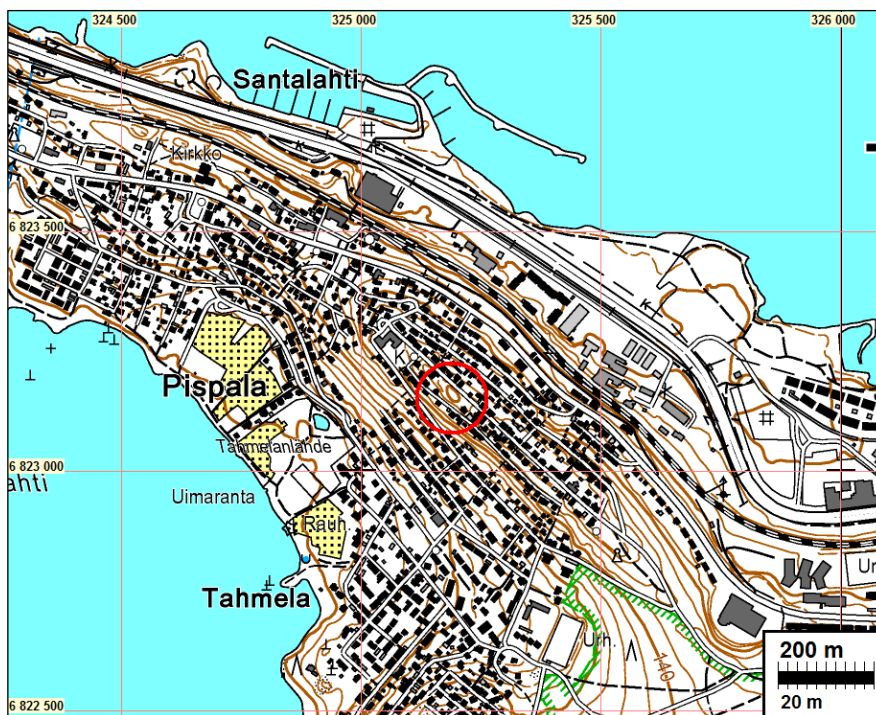 324 500
325 000
325 500
326 000
Santalahti
Kirkko
K
K
6 823 500
K
K
Pispala
Tahmelanlähde
6 823 000
ahti
Uimaranta
Rauh
Tahmela
Urh.
Ur
140
200 m
20 m
6 822 500